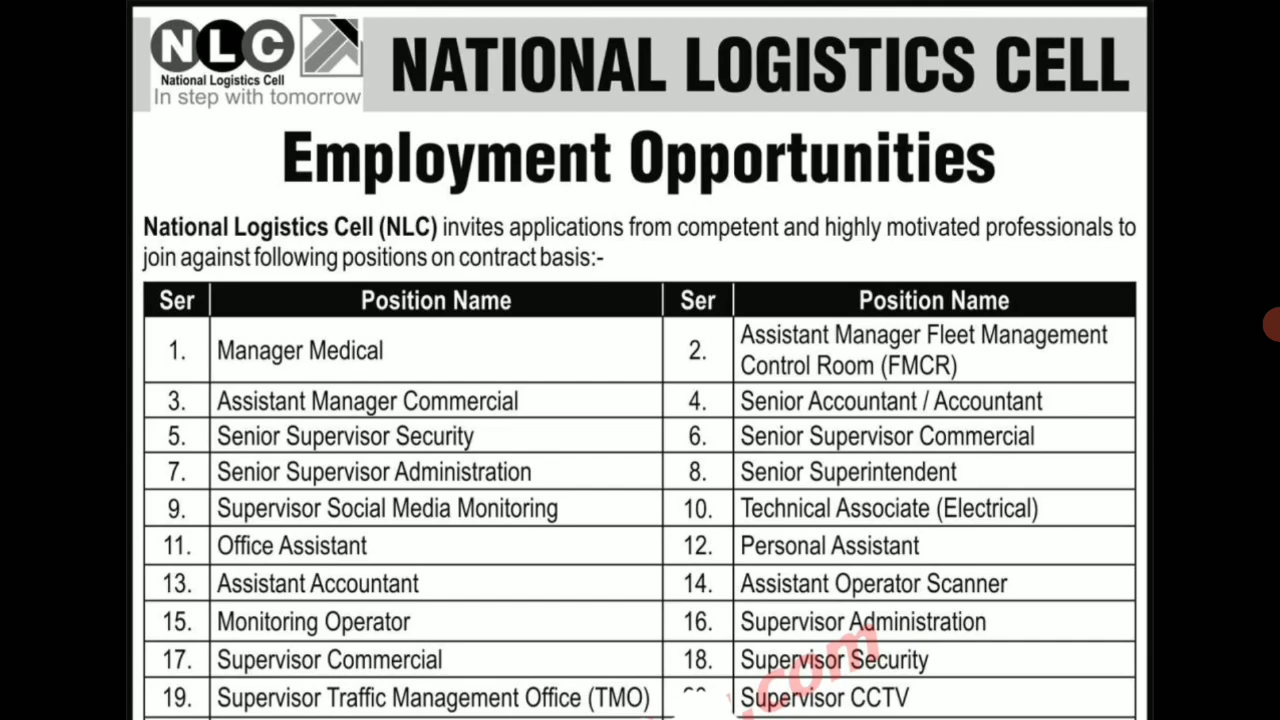 NLC
National Logistics Cell
In step with tomorrow
NATIONAL LOGISTICS CELL
Employment Opportunities
National Logistics Cell (NLC) invites applications from competent and highly motivated professionals to
join against following positions on contract basis:-
Ser Position Name Ser Position Name
1. Manager Medical 2. Assistant Manager Fleet Management
Control Room (FMCR)
3. Assistant Manager Commercial 4. Senior Accountant / Accountant
5. Senior Supervisor Security 6. Senior Supervisor Commercial
7. Senior Supervisor Administration 8. Senior Superintendent
9. Supervisor Social Media Monitoring 10. Technical Associate (Electrical)
11. Office Assistant 12. Personal Assistant
13. Assistant Accountant 14. Assistant Operator Scanner
15. Monitoring Operator 16. Supervisor Administration
17. Supervisor Commercial 18. Supervisor Security
19. Supervisor Traffic Management Office (TMO) Supervisor CCTV
.com